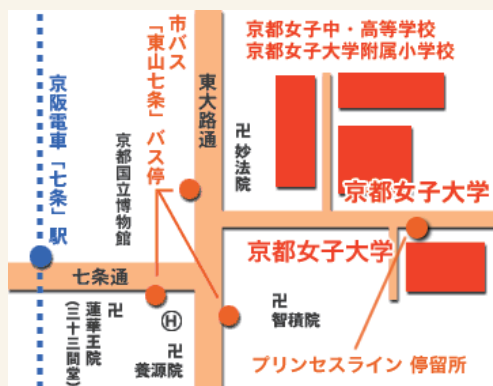 京都女子中・高等学校
京都女子大学附属小学校
市バス
「東山七条」バス停
東大路通
京阪電車「七条」駅
京都国立博物館
卍 妙法院
京都女子大学
京都女子大学
七条通
卍
蓮華王院
(三十三間堂)
H
卍
養源院
卍
智積院
プリンセスライン 停留所